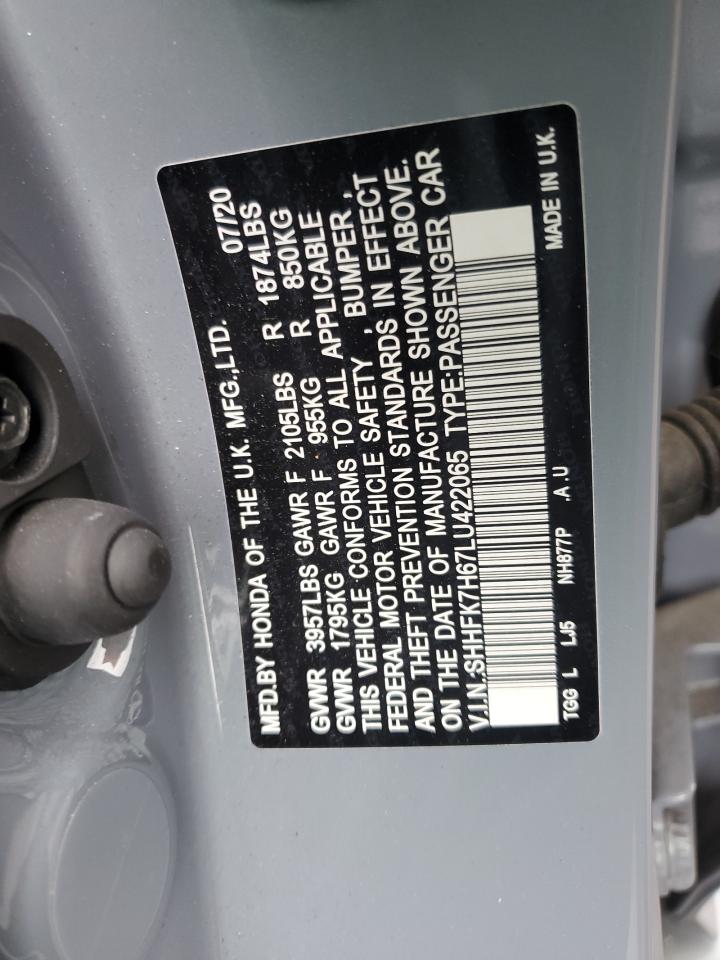 MFD.BY HONDA OF THE U.K. MFG.,LTD. 07/20
GVWR 3957LBS GAWR F 2105LBS R 1874LBS
GVWR 1795KG GAWR F 955KG R 850KG
THIS VEHICLE CONFORMS TO ALL APPLICABLE
FEDERAL MOTOR VEHICLE SAFETY , BUMPER ,
AND THEFT PREVENTION STANDARDS IN EFFECT
ON THE DATE OF MANUFACTURE SHOWN ABOVE.
V.I.N.:SHHFK7H67LU422065 TYPE:PASSENGER CAR
TGG L LJ5 NH877P A.U MADE IN U.K.